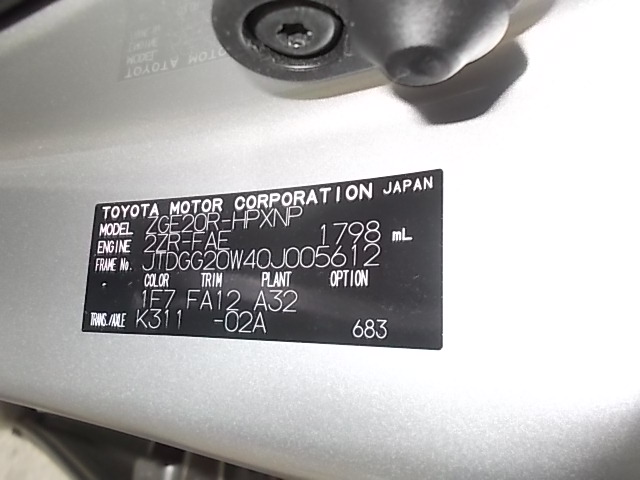 TOYOTA MOTOR CORPORATION JAPAN
MODEL ZGE20R-HPXNP
ENGINE 2ZR-FAE 1798 mL
FRAME No. JTDGG20W40J005612
COLOR TRIM PLANT OPTION
1F7 FA12 A32
TRANS./AXLE K311 -02A 683